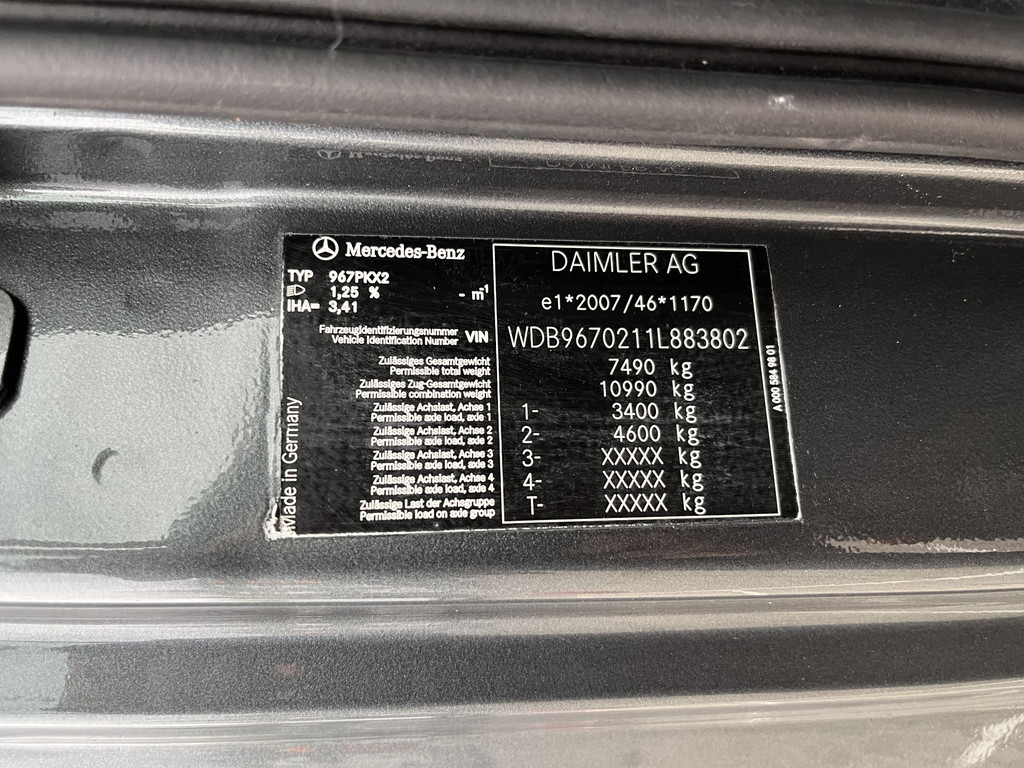 Mercedes-Benz
TYP 967PKX2
1,25 % - m-1
IHA= 3,41
Fahrzeugidentifizierungsnummer
Vehicle Identification Number VIN
Zulässiges Gesamtgewicht
Permissible total weight
Zulässiges Zug-Gesamtgewicht
Permissible combination weight
Zulässige Achslast, Achse 1
Permissible axle load, axle 1
Zulässige Achslast, Achse 2
Permissible axle load, axle 2
Zulässige Achslast, Achse 3
Permissible axle load, axle 3
Zulässige Achslast, Achse 4
Permissible axle load, axle 4
Zulässige Last der Achsgruppe
Permissible load on axle group
Made in Germany
DAIMLER AG
e1*2007/46*1170
WDB9670211L883802
7490 kg
10990 kg
1- 3400 kg
2- 4600 kg
3- XXXXX kg
4- XXXXX kg
T- XXXXX kg
A 000 584 98 01